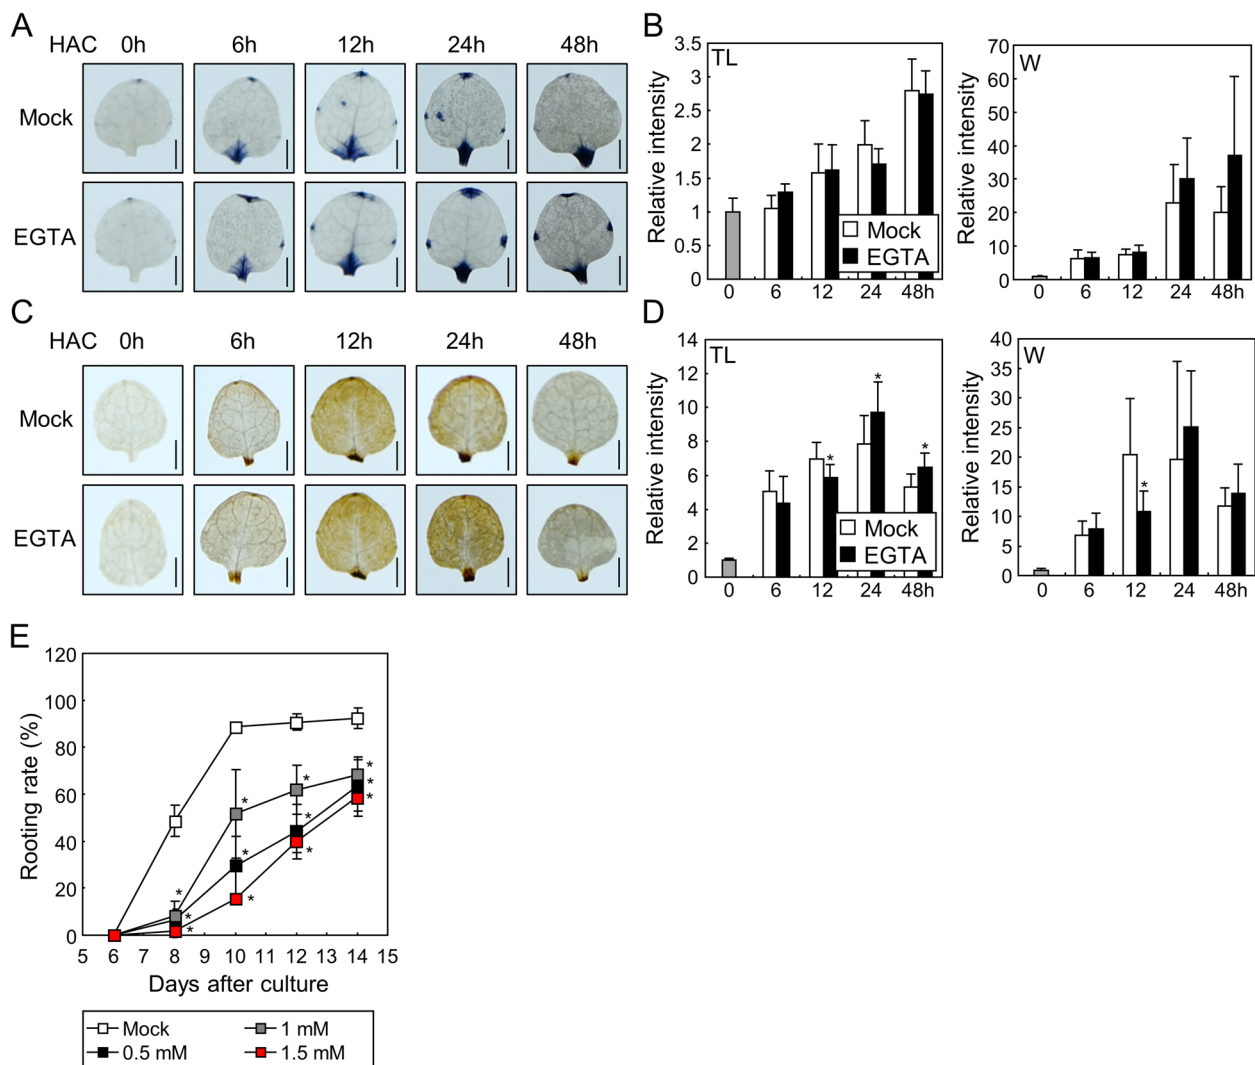 A
HAC 0h 6h 12h 24h 48h
Mock
EGTA
B
Relative intensity
3.5
3
2.5
2
1.5
1
0.5
0
TL
Mock
EGTA
0 6 12 24 48h
Relative intensity
70
60
50
40
30
20
10
0
W
0 6 12 24 48h
C
HAC 0h 6h 12h 24h 48h
Mock
EGTA
D
Relative intensity
14
12
10
8
6
4
2
0
TL
* * *
Mock
EGTA
0 6 12 24 48h
Relative intensity
40
35
30
25
20
15
10
5
0
W
*
0 6 12 24 48h
E
Rooting rate (%)
120
100
80
60
40
20
0
* * * * * * * * * * * *
5 6 7 8 9 10 11 12 13 14 15
Days after culture
Mock 1 mM
0.5 mM 1.5 mM